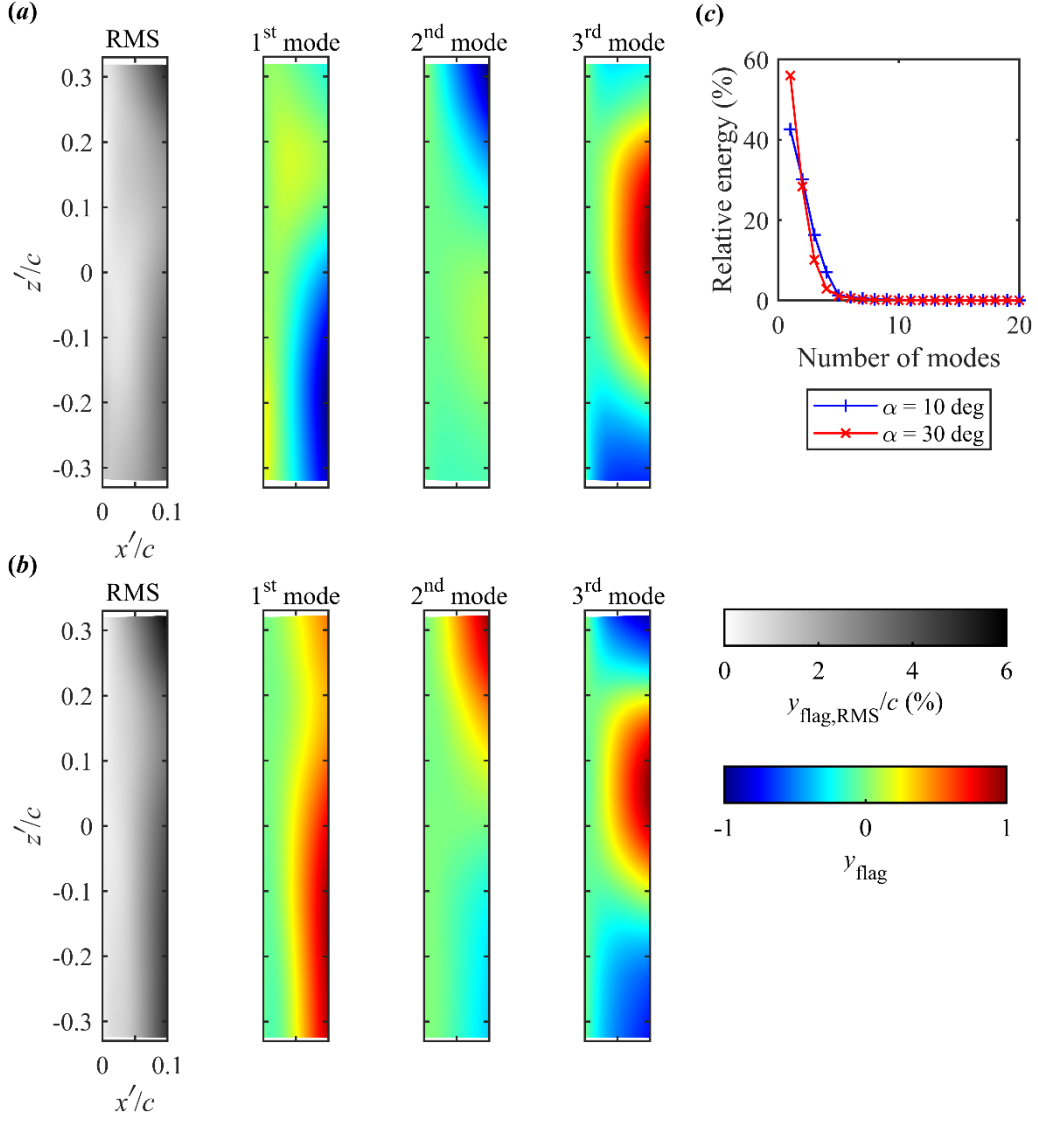 (a)
RMS
1st mode
2nd mode
3rd mode
0.3
0.2
0.1
0
-0.1
-0.2
-0.3
z′/c
0 0.1
x′/c
(c)
60
40
20
0
Relative energy (%)
0 10 20
Number of modes
α = 10 deg
α = 30 deg
(b)
RMS
1st mode
2nd mode
3rd mode
0.3
0.2
0.1
0
-0.1
-0.2
-0.3
z′/c
0 0.1
x′/c
0 2 4 6
yflag,RMS/c (%)
-1 0 1
yflag